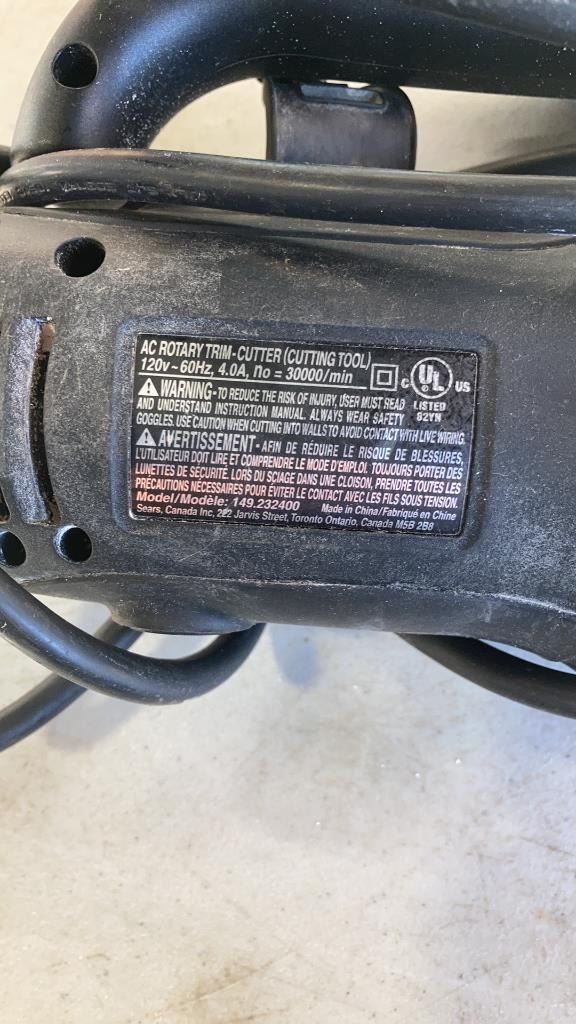 AC ROTARY TRIM-CUTTER (CUTTING TOOL)
120v~60Hz, 4.0A, no = 30000/min
C UL US
LISTED
82YN
WARNING- TO REDUCE THE RISK OF INJURY, USER MUST READ
AND UNDERSTAND INSTRUCTION MANUAL. ALWAYS WEAR SAFETY
GOGGLES. USE CAUTION WHEN CUTTING INTO WALLS TO AVOID CONTACT WITH LIVE WIRING.
AVERTISSEMENT- AFIN DE RÉDUIRE LE RISQUE DE BLESSURES,
L'UTILISATEUR DOIT LIRE ET COMPRENDRE LE MODE D'EMPLOI. TOUJOURS PORTER DES
LUNETTES DE SÉCURITÉ. LORS DU SCIAGE DANS UNE CLOISON, PRENDRE TOUTES LES
PRÉCAUTIONS NÉCESSAIRES POUR ÉVITER LE CONTACT AVEC LES FILS SOUS TENSION.
Model/Modèle: 149.232400 Made in China/Fabriqué en Chine
Sears, Canada Inc, 222 Jarvis Street, Toronto Ontario, Canada M5B 2B8